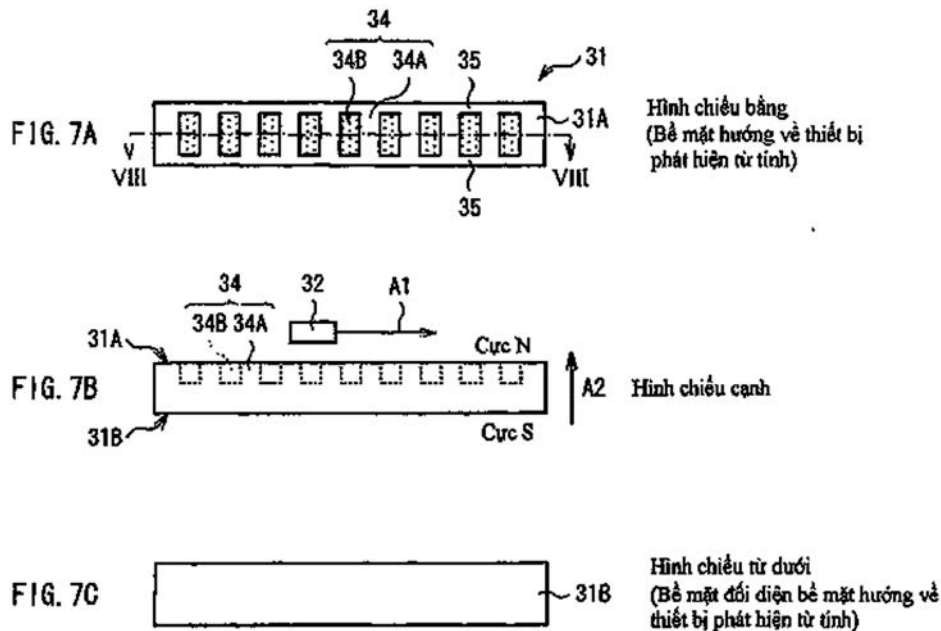 34
34B 34A
31
35
FIG. 7A
31A
Hình chiếu bằng
(Bề mặt hướng về thiết bị
phát hiện từ tính)
VIII
VIII
35
34
32
A1
34B 34A
31A
Cực N
FIG. 7B
A2
Hình chiếu cạnh
31B
Cực S
FIG. 7C
31B
Hình chiếu từ dưới
(Bề mặt đối diện bề mặt hướng về
thiết bị phát hiện từ tính)